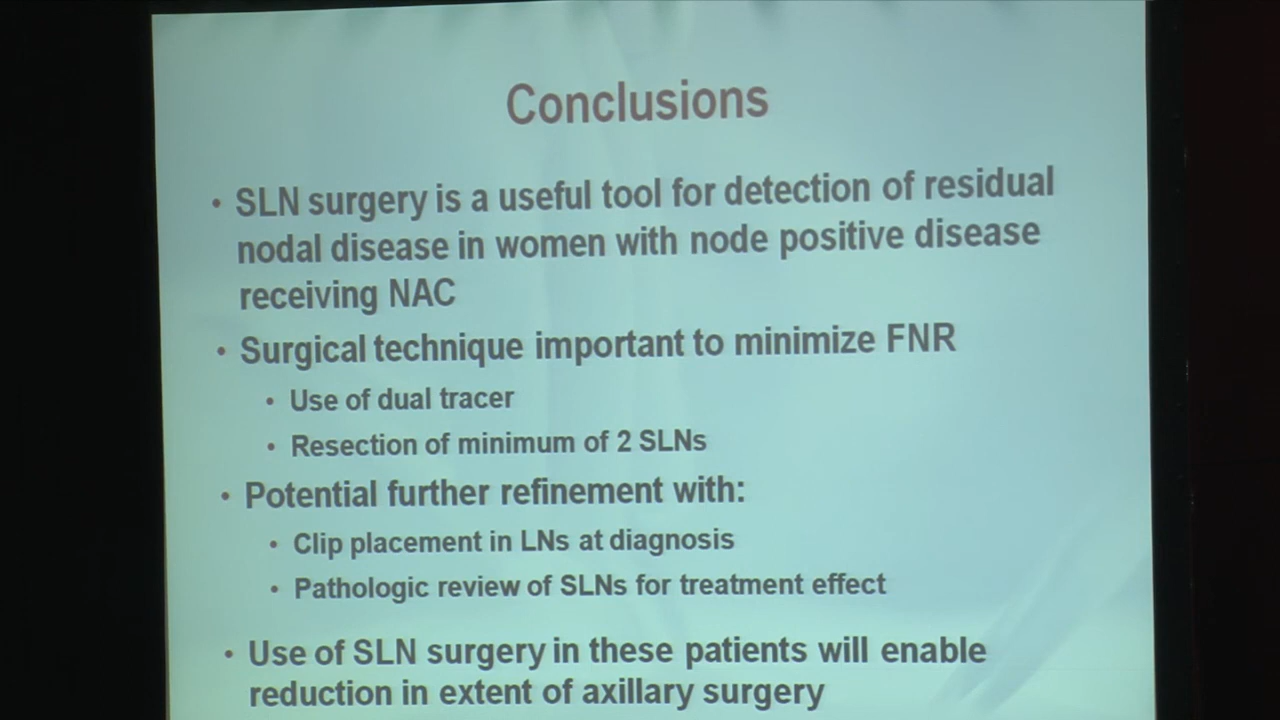 Conclusions
• SLN surgery is a useful tool for detection of residual
nodal disease in women with node positive disease
receiving NAC
• Surgical technique important to minimize FNR
• Use of dual tracer
• Resection of minimum of 2 SLNs
• Potential further refinement with:
• Clip placement in LNs at diagnosis
• Pathologic review of SLNs for treatment effect
• Use of SLN surgery in these patients will enable
reduction in extent of axillary surgery